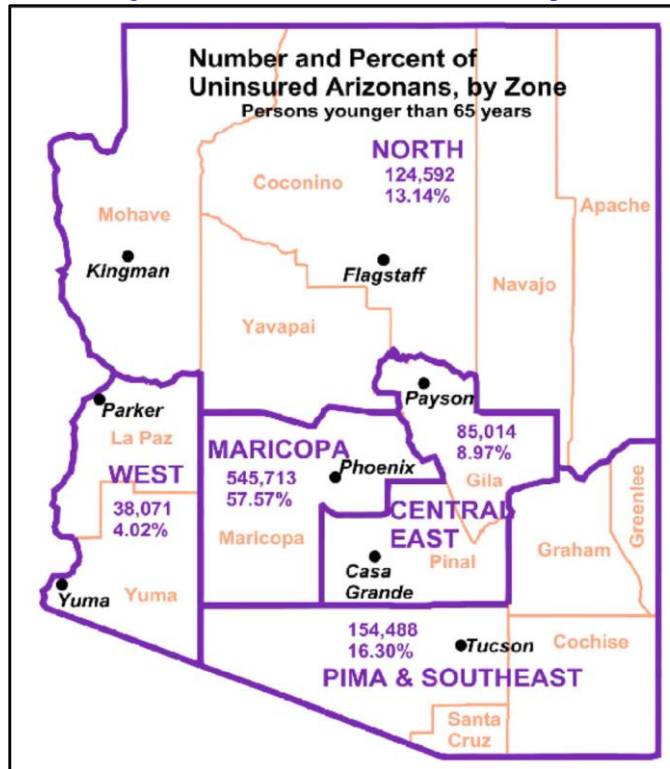 Number and Percent of
Uninsured Arizonans, by Zone
Persons younger than 65 years
NORTH
124,592
13.14%
Coconino
Mohave
Apache
Kingman
Flagstaff
Navajo
Yavapai
Payson
Parker
La Paz
WEST
38,071
4.02%
MARICOPA
545,713
57.57%
Phoenix
85,014
8.97%
Gila
CENTRAL
EAST
Maricopa
Pinal
Casa
Grande
Graham
Greenlee
Yuma
Yuma
154,488
16.30%
Tucson
Cochise
PIMA & SOUTHEAST
Santa
Cruz